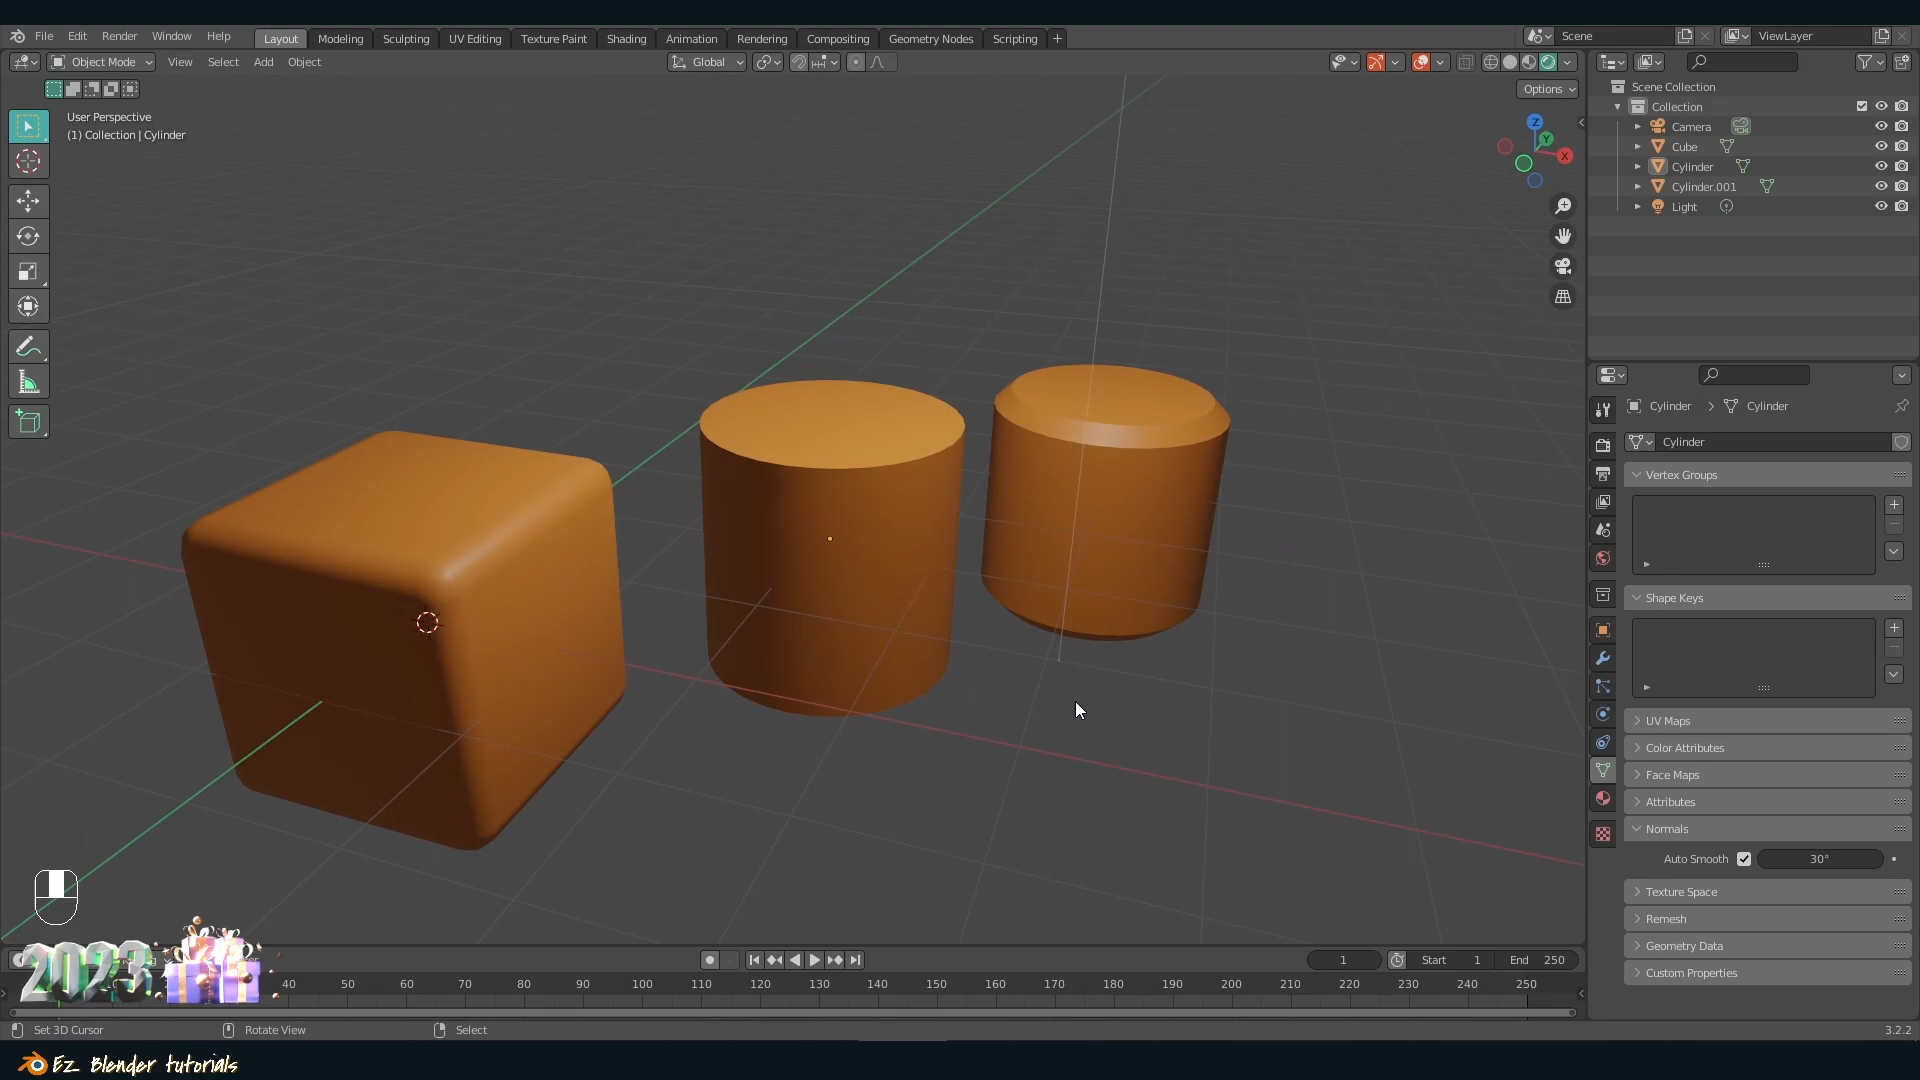 File Edit Render Window Help Layout Modeling Sculpting UV Editing Texture Paint Shading Animation Rendering Compositing Geometry Nodes Scripting + Scene ViewLayer
Object Mode View Select Add Object Global
Options
User Perspective
(1) Collection | Cylinder
Z
Y
X
Scene Collection
Collection
Camera
Cube
Cylinder
Cylinder.001
Light
Cylinder > Cylinder
Cylinder
Vertex Groups
Shape Keys
UV Maps
Color Attributes
Face Maps
Attributes
Normals
Auto Smooth 30°
Texture Space
Remesh
Geometry Data
Custom Properties
1 Start 1 End 250
2023
40 50 60 70 80 90 100 110 120 130 140 150 160 170 180 190 200 210 220 230 240 250
Set 3D Cursor Rotate View Select 3.2.2
Ez Blender tutorials